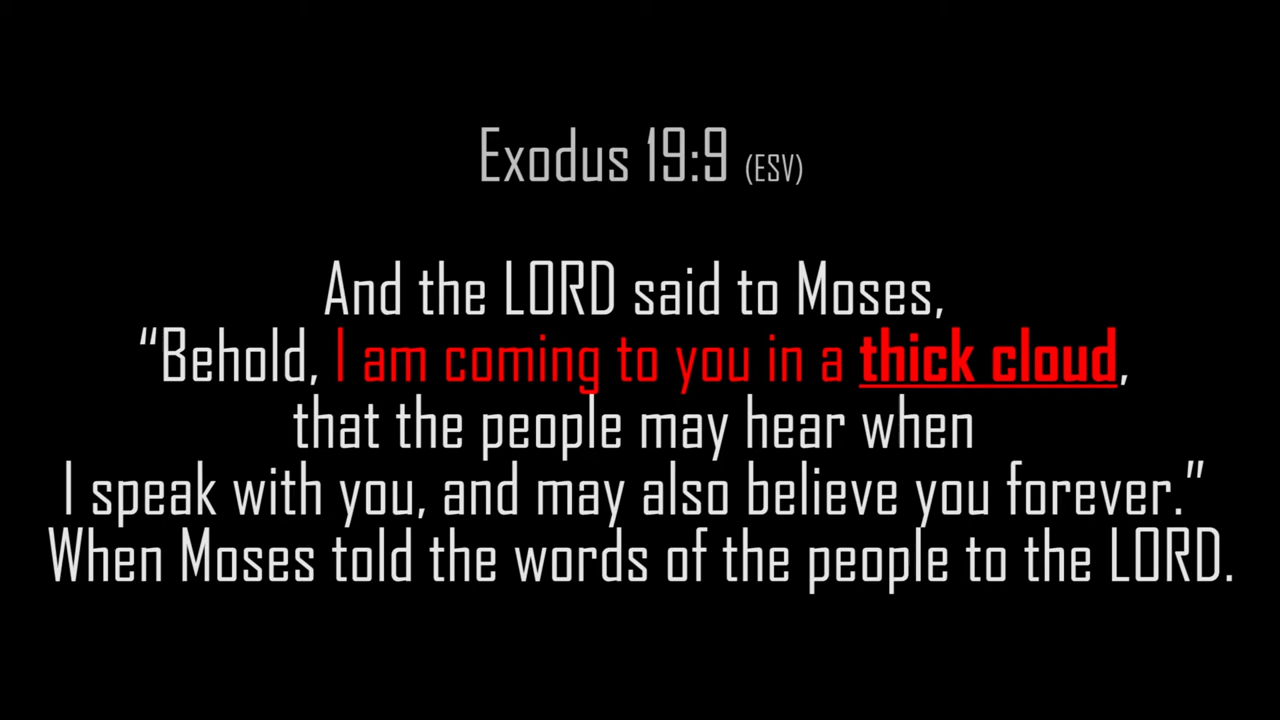 Exodus 19:9 (ESV)
And the LORD said to Moses,
“Behold, I am coming to you in a thick cloud,
that the people may hear when
I speak with you, and may also believe you forever.”
When Moses told the words of the people to the LORD.